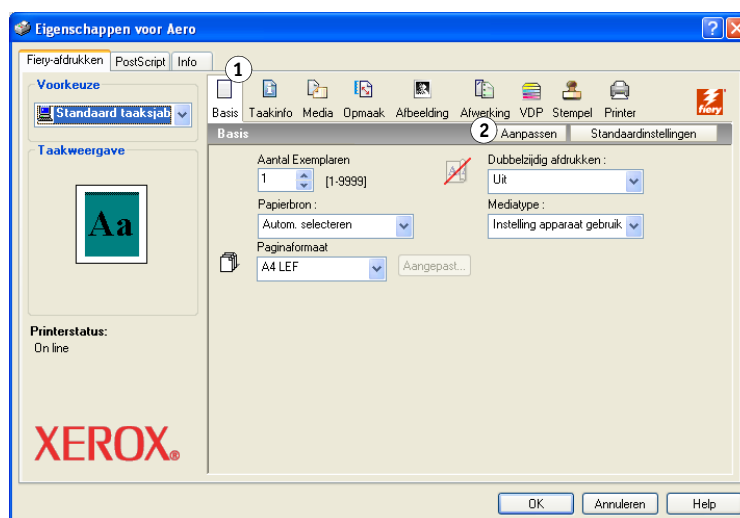 Eigenschappen voor Aero
Fiery-afdrukken PostScript Info
Voorkeuze
Standaard taaksjab
Taakweergave
Aa
Printerstatus:
On line
XEROX®
1
Basis Taakinfo Media Opmaak Afbeelding Afwerking VDP Stempel Printer
fiery
Basis
2
Aanpassen Standaardinstellingen
Aantal Exemplaren
1 [1-9999]
Papierbron :
Autom. selecteren
Paginaformaat
A4 LEF Aangepast...
Dubbelzijdig afdrukken :
Uit
Mediatype :
Instelling apparaat gebruik
OK Annuleren Help